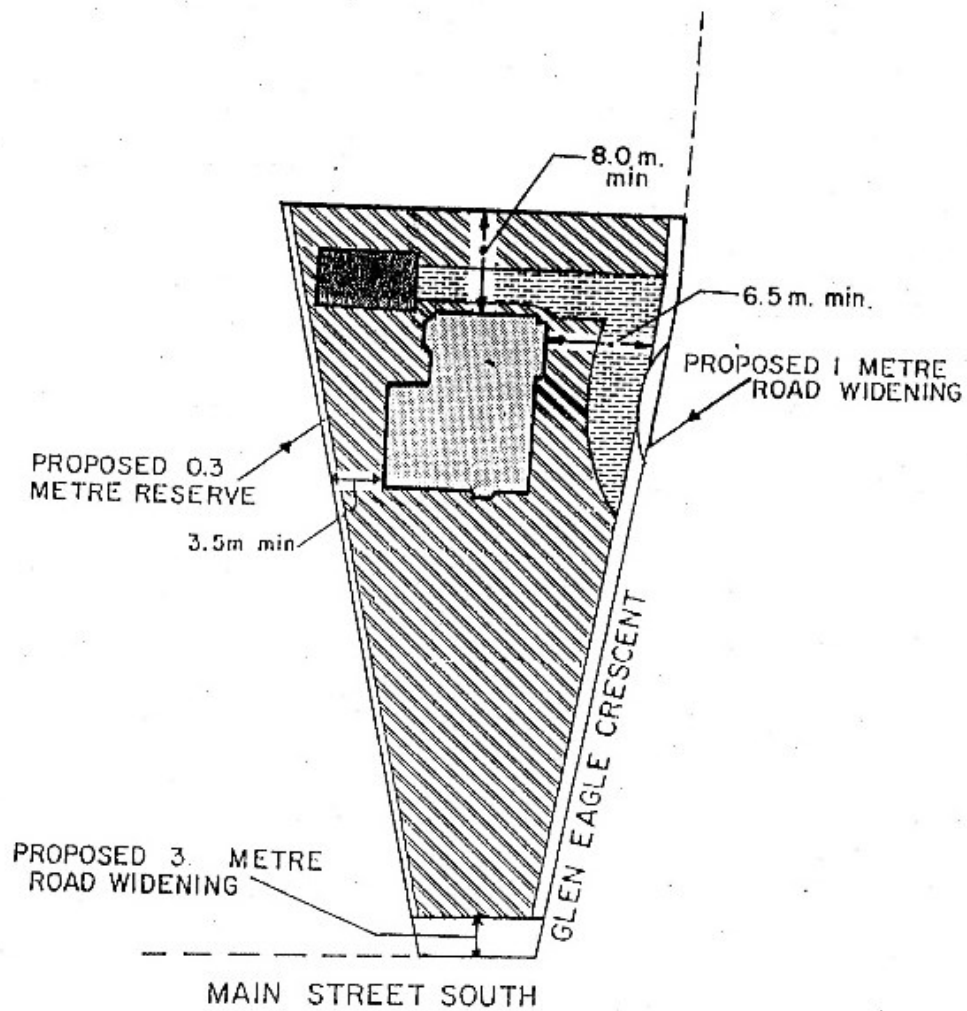 8.0 m.
min
6.5 m. min.
PROPOSED 1 METRE
ROAD WIDENING
PROPOSED 0.3
METRE RESERVE
3.5m min
GLEN EAGLE CRESCENT
PROPOSED 3. METRE
ROAD WIDENING
MAIN STREET SOUTH